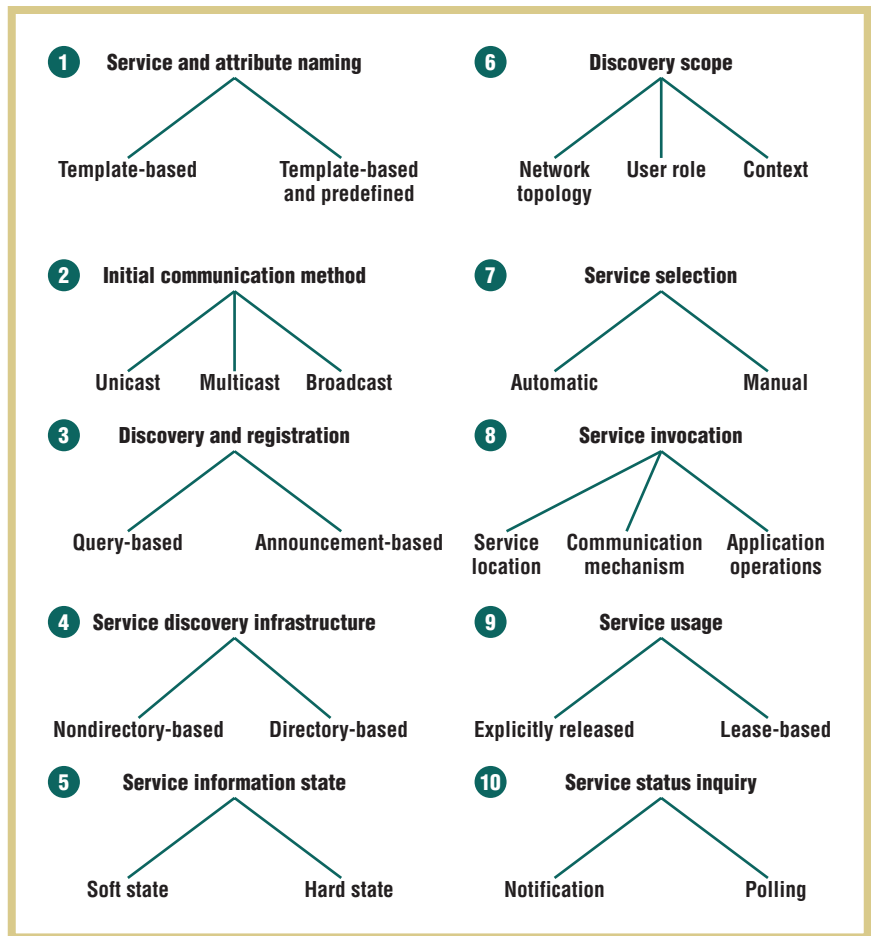 1 Service and attribute naming
Template-based
Template-based
and predefined
2 Initial communication method
Unicast Multicast Broadcast
3 Discovery and registration
Query-based Announcement-based
4 Service discovery infrastructure
Nondirectory-based Directory-based
5 Service information state
Soft state Hard state
6 Discovery scope
Network
topology
User role
Context
7 Service selection
Automatic Manual
8 Service invocation
Service
location
Communication
mechanism
Application
operations
9 Service usage
Explicitly released Lease-based
10 Service status inquiry
Notification Polling